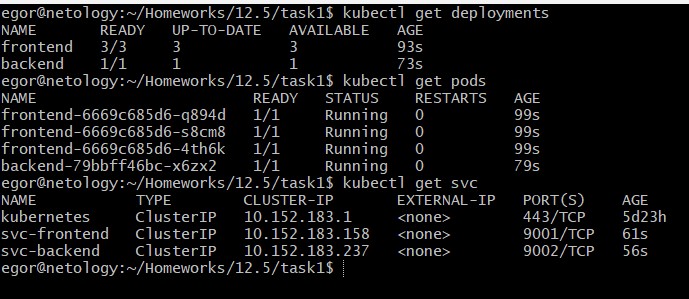 egor@netology:~/Homeworks/12.5/task1$ kubectl get deployments
NAME READY UP-TO-DATE AVAILABLE AGE
frontend 3/3 3 3 93s
backend 1/1 1 1 73s
egor@netology:~/Homeworks/12.5/task1$ kubectl get pods
NAME READY STATUS RESTARTS AGE
frontend-6669c685d6-q894d 1/1 Running 0 99s
frontend-6669c685d6-s8cm8 1/1 Running 0 99s
frontend-6669c685d6-4th6k 1/1 Running 0 99s
backend-79bbff46bc-x6zx2 1/1 Running 0 79s
egor@netology:~/Homeworks/12.5/task1$ kubectl get svc
NAME TYPE CLUSTER-IP EXTERNAL-IP PORT(S) AGE
kubernetes ClusterIP 10.152.183.1 <none> 443/TCP 5d23h
svc-frontend ClusterIP 10.152.183.158 <none> 9001/TCP 61s
svc-backend ClusterIP 10.152.183.237 <none> 9002/TCP 56s
egor@netology:~/Homeworks/12.5/task1$